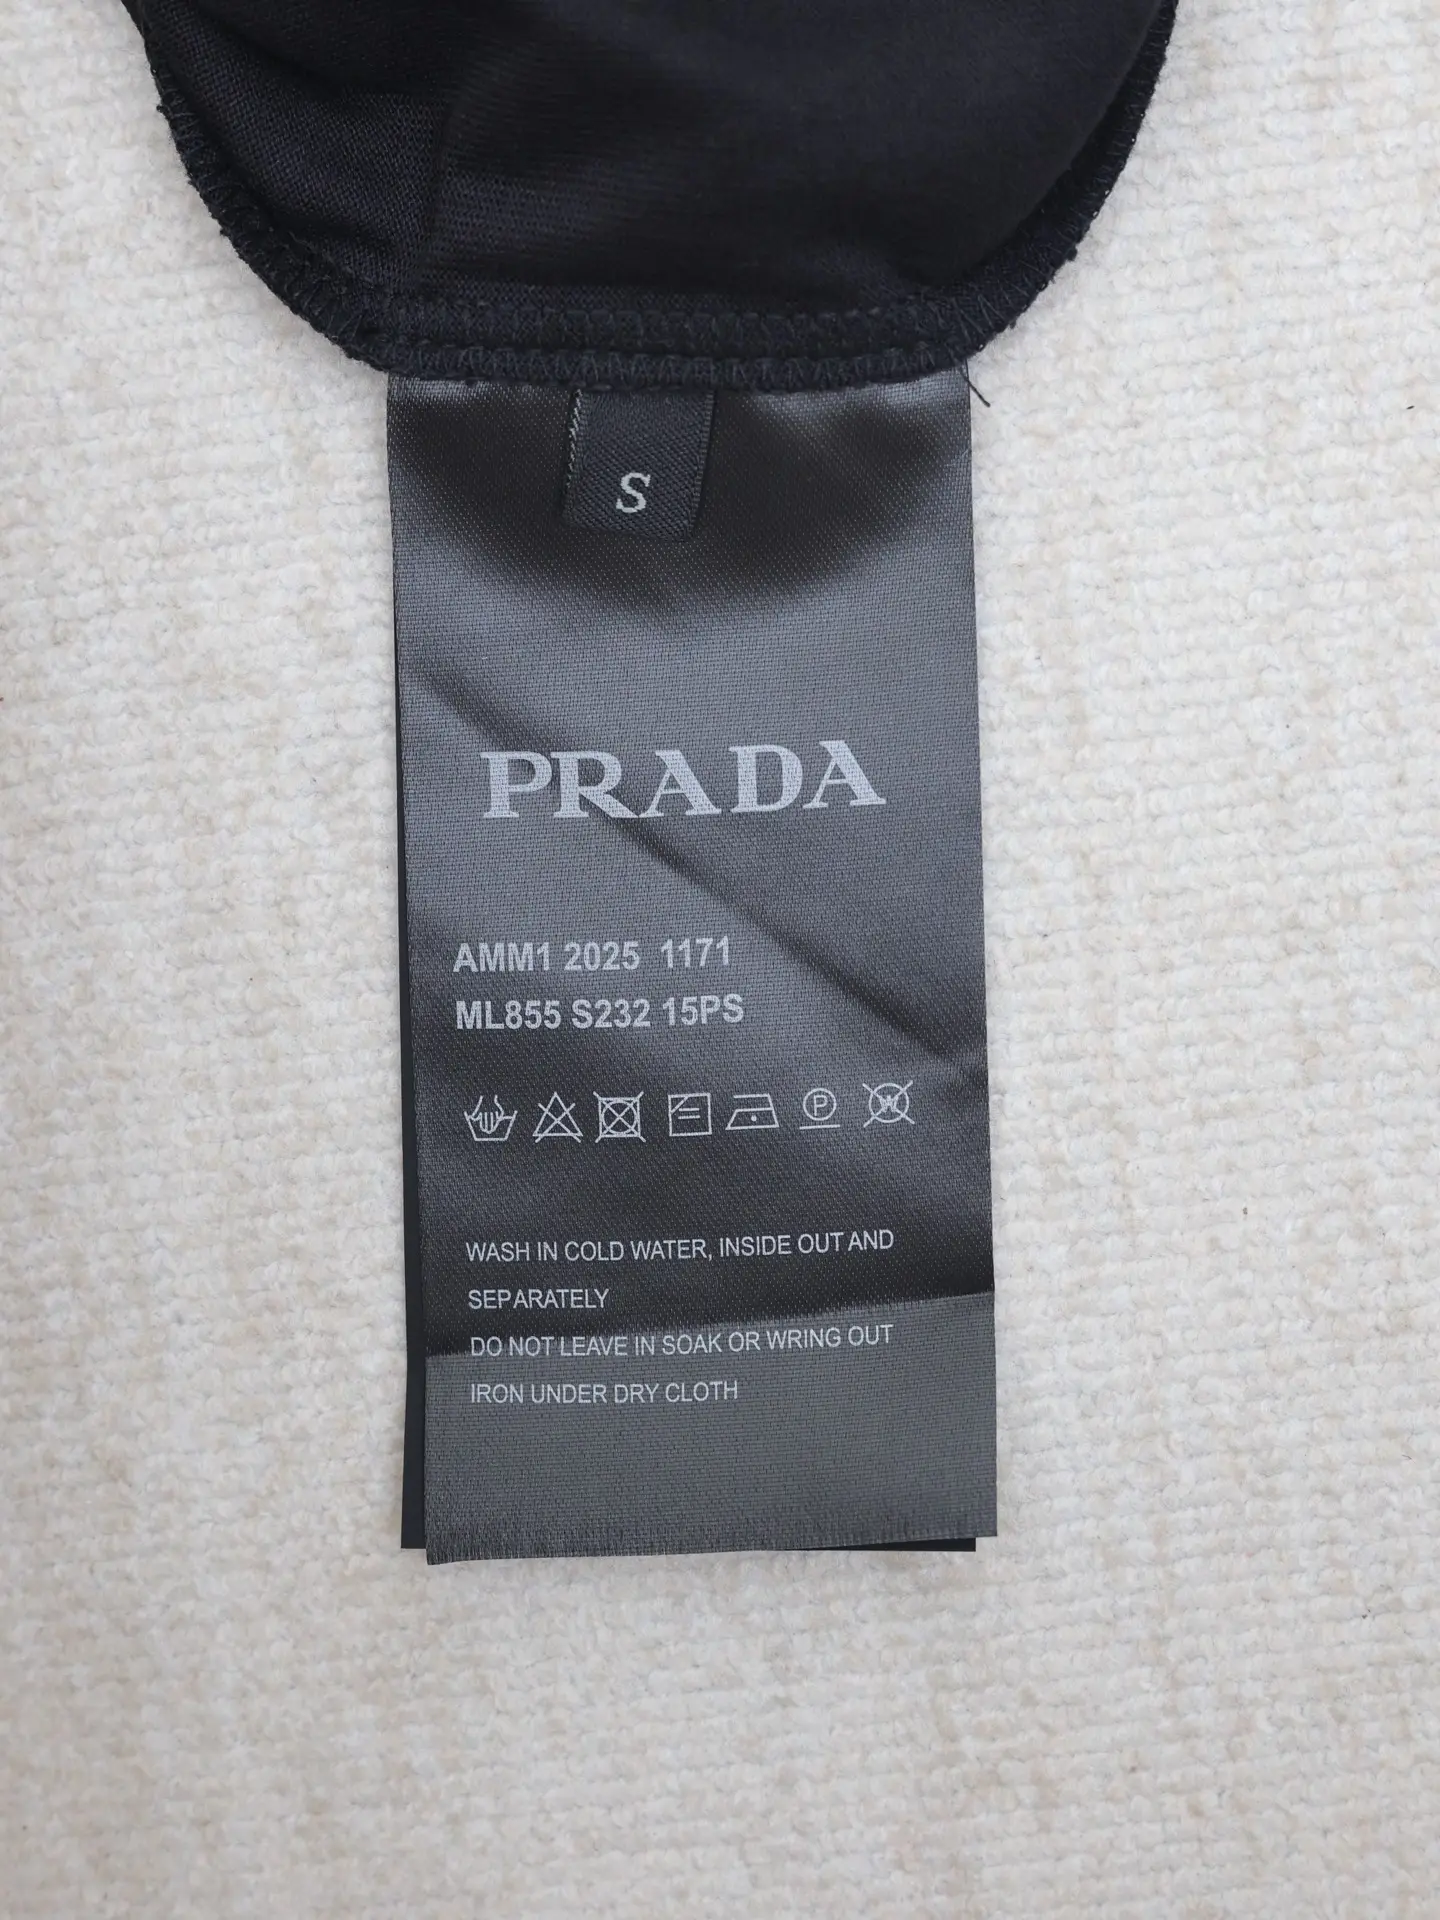 S
PRADA
AMM1 2025 1171
ML855 S232 15PS
P
W
WASH IN COLD WATER, INSIDE OUT AND
SEPARATELY
DO NOT LEAVE IN SOAK OR WRING OUT
IRON UNDER DRY CLOTH